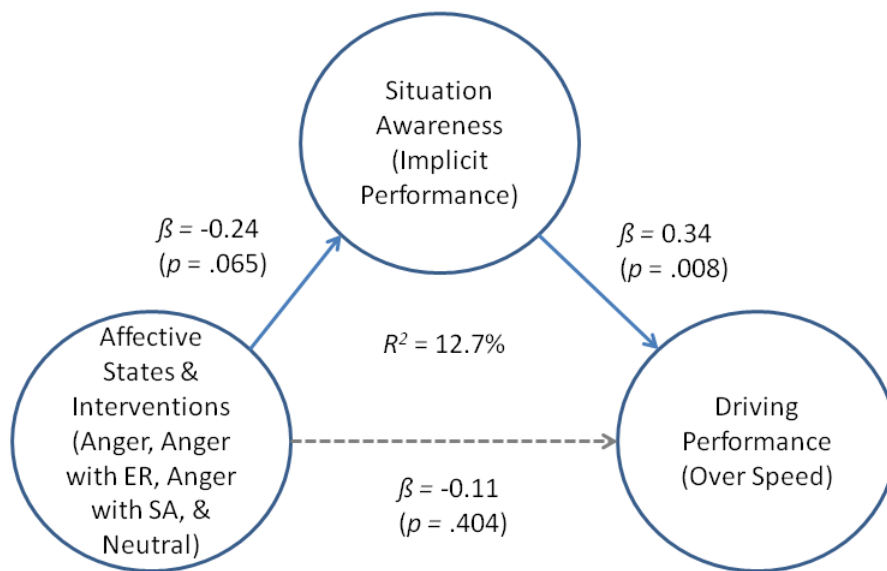 Situation
Awareness
(Implicit
Performance)
ß = -0.24
(p = .065)
ß = 0.34
(p = .008)
R² = 12.7%
Affective
States &
Interventions
(Anger, Anger
with ER, Anger
with SA, &
Neutral)
Driving
Performance
(Over Speed)
ß = -0.11
(p = .404)